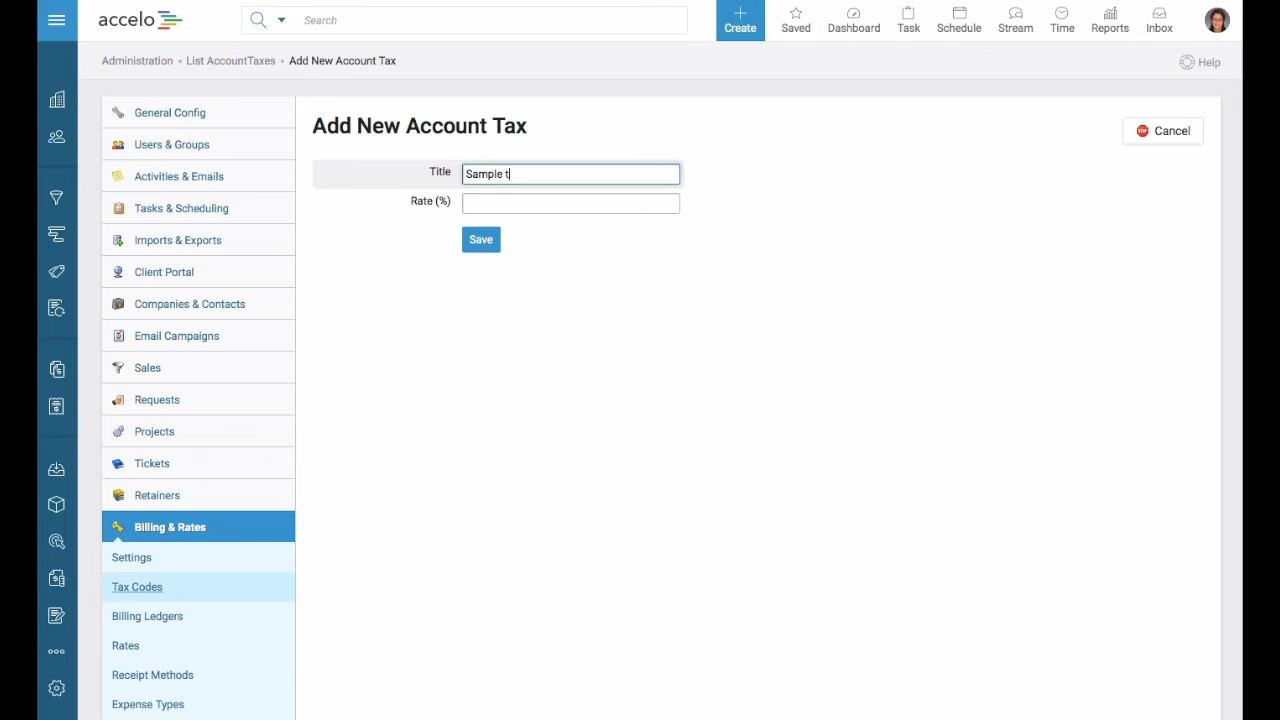 accelo
Search
Create
Saved
Dashboard
Task
Schedule
Stream
Time
Reports
Inbox
Administration • List AccountTaxes • Add New Account Tax
Help
General Config
Users & Groups
Activities & Emails
Tasks & Scheduling
Imports & Exports
Client Portal
Companies & Contacts
Email Campaigns
Sales
Requests
Projects
Tickets
Retainers
Billing & Rates
Settings
Tax Codes
Billing Ledgers
Rates
Receipt Methods
Expense Types
Add New Account Tax
Cancel
Title Sample t
Rate (%)
Save